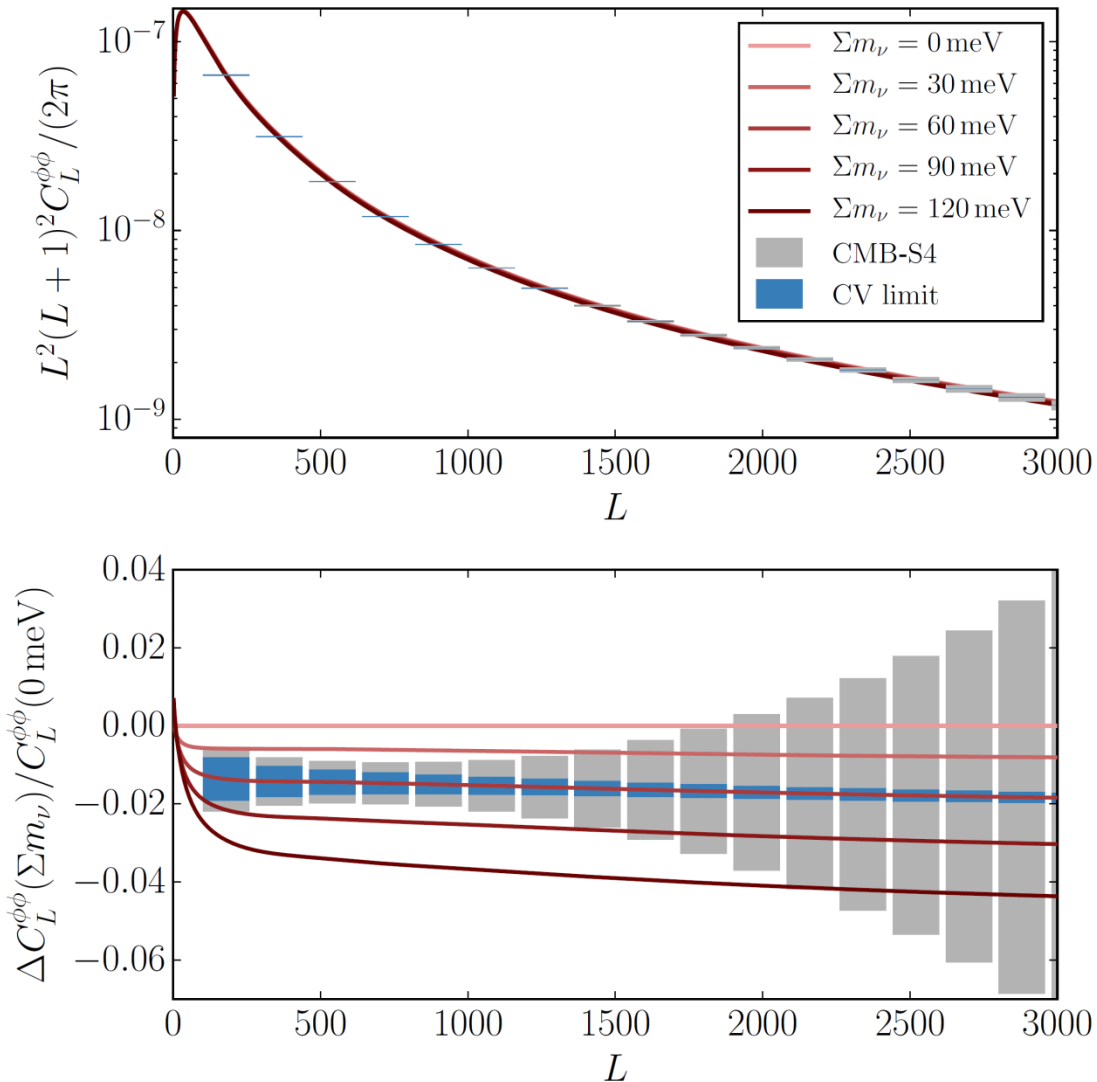 L²(L + 1)²C_L^{ϕϕ}/(2π)
10⁻⁷
10⁻⁸
10⁻⁹
Σm_ν = 0 meV
Σm_ν = 30 meV
Σm_ν = 60 meV
Σm_ν = 90 meV
Σm_ν = 120 meV
CMB-S4
CV limit
0 500 1000 1500 2000 2500 3000
L
ΔC_L^{ϕϕ}(Σm_ν)/C_L^{ϕϕ}(0 meV)
0.04
0.02
0.00
−0.02
−0.04
−0.06
0 500 1000 1500 2000 2500 3000
L